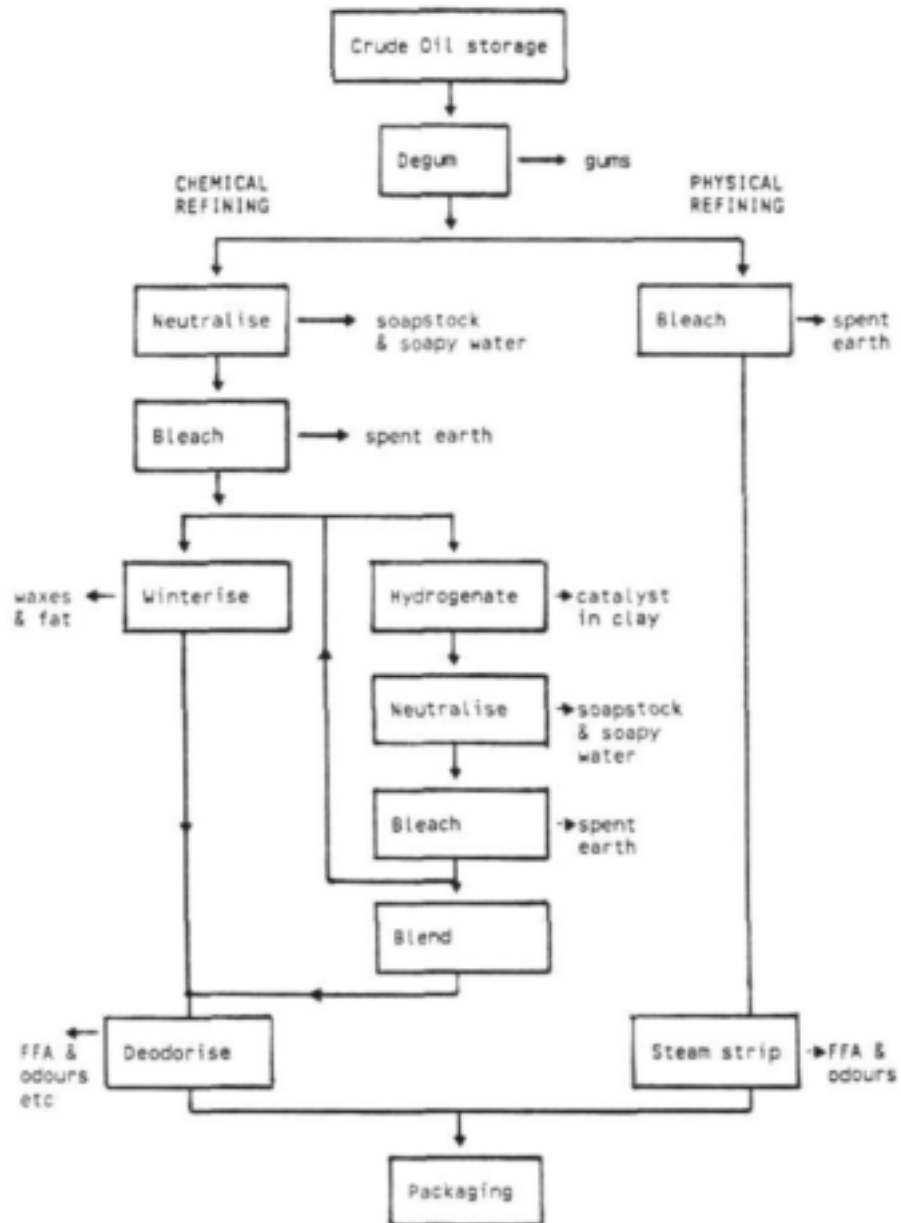 Crude Oil storage
Degum
gums
CHEMICAL
REFINING
PHYSICAL
REFINING
Neutralise
soapstock
& soapy water
Bleach
spent
earth
Bleach
spent earth
waxes
& fat
Winterise
Hydrogenate
catalyst
in clay
Neutralise
soapstock
& soapy
water
Bleach
spent
earth
Blend
FFA &
odours
etc
Deodorise
Steam strip
FFA &
odours
Packaging